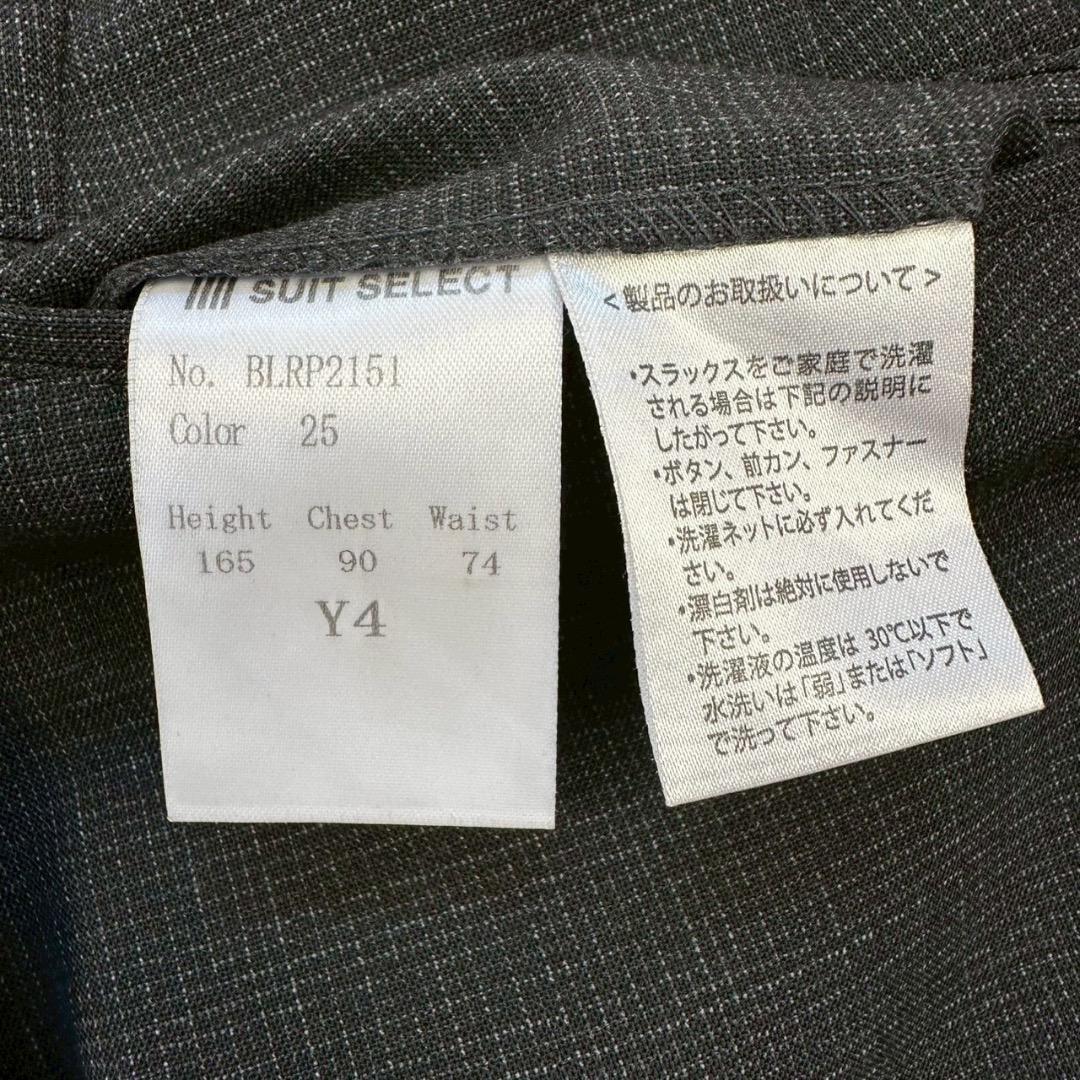 SUIT SELECT
No. BLRP2151
Color 25
Height Chest Waist
165 90 74
Y4
<製品のお取扱いについて>
・スラックスをご家庭で洗濯
される場合は下記の説明に
したがって下さい。
・ボタン、前カン、ファスナー
は閉じて下さい。
・洗濯ネットに必ず入れてくだ
さい。
・漂白剤は絶対に使用しないで
下さい。
・洗濯液の温度は 30℃以下で
水洗いは「弱」または「ソフト」
で洗って下さい。